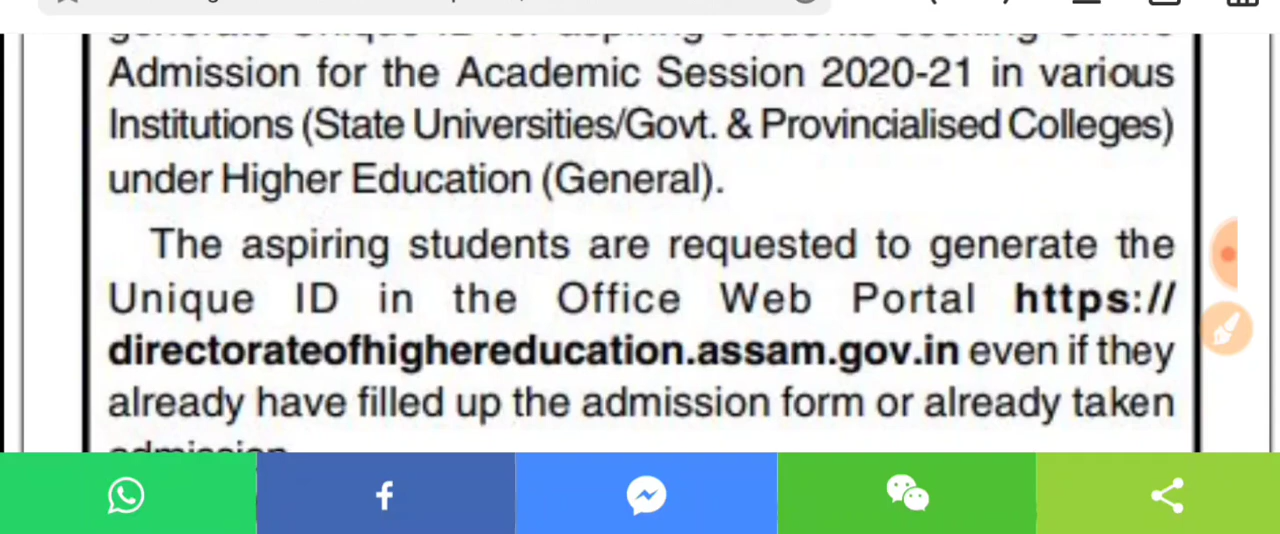 Admission for the Academic Session 2020-21 in various
Institutions (State Universities/Govt. & Provincialised Colleges)
under Higher Education (General).
The aspiring students are requested to generate the
Unique ID in the Office Web Portal https://
directorateofhighereducation.assam.gov.in even if they
already have filled up the admission form or already taken
admission